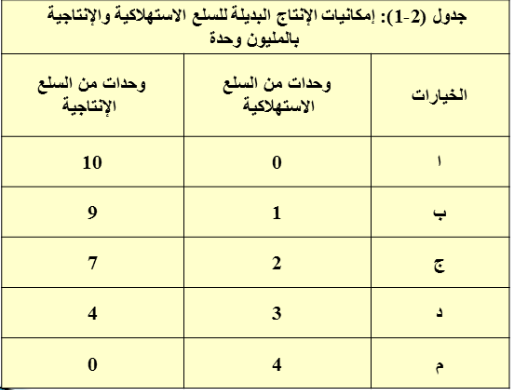 جدول (2-1): إمكانيات الإنتاج البديلة للسلع الاستهلاكية والإنتاجية
بالمليون وحدة
الخيارات وحدات من السلع الاستهلاكية وحدات من السلع الإنتاجية
ا 0 10
ب 1 9
ج 2 7
د 3 4
م 4 0